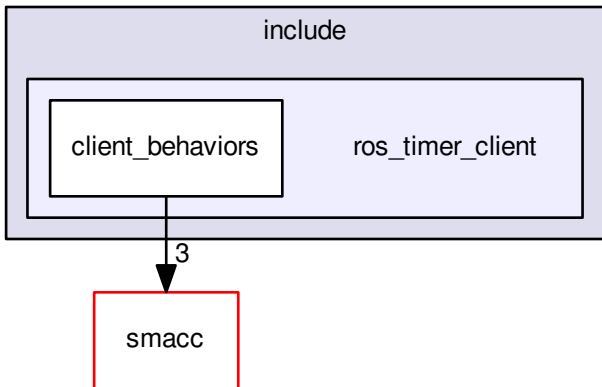 include
client_behaviors
ros_timer_client
3
smacc